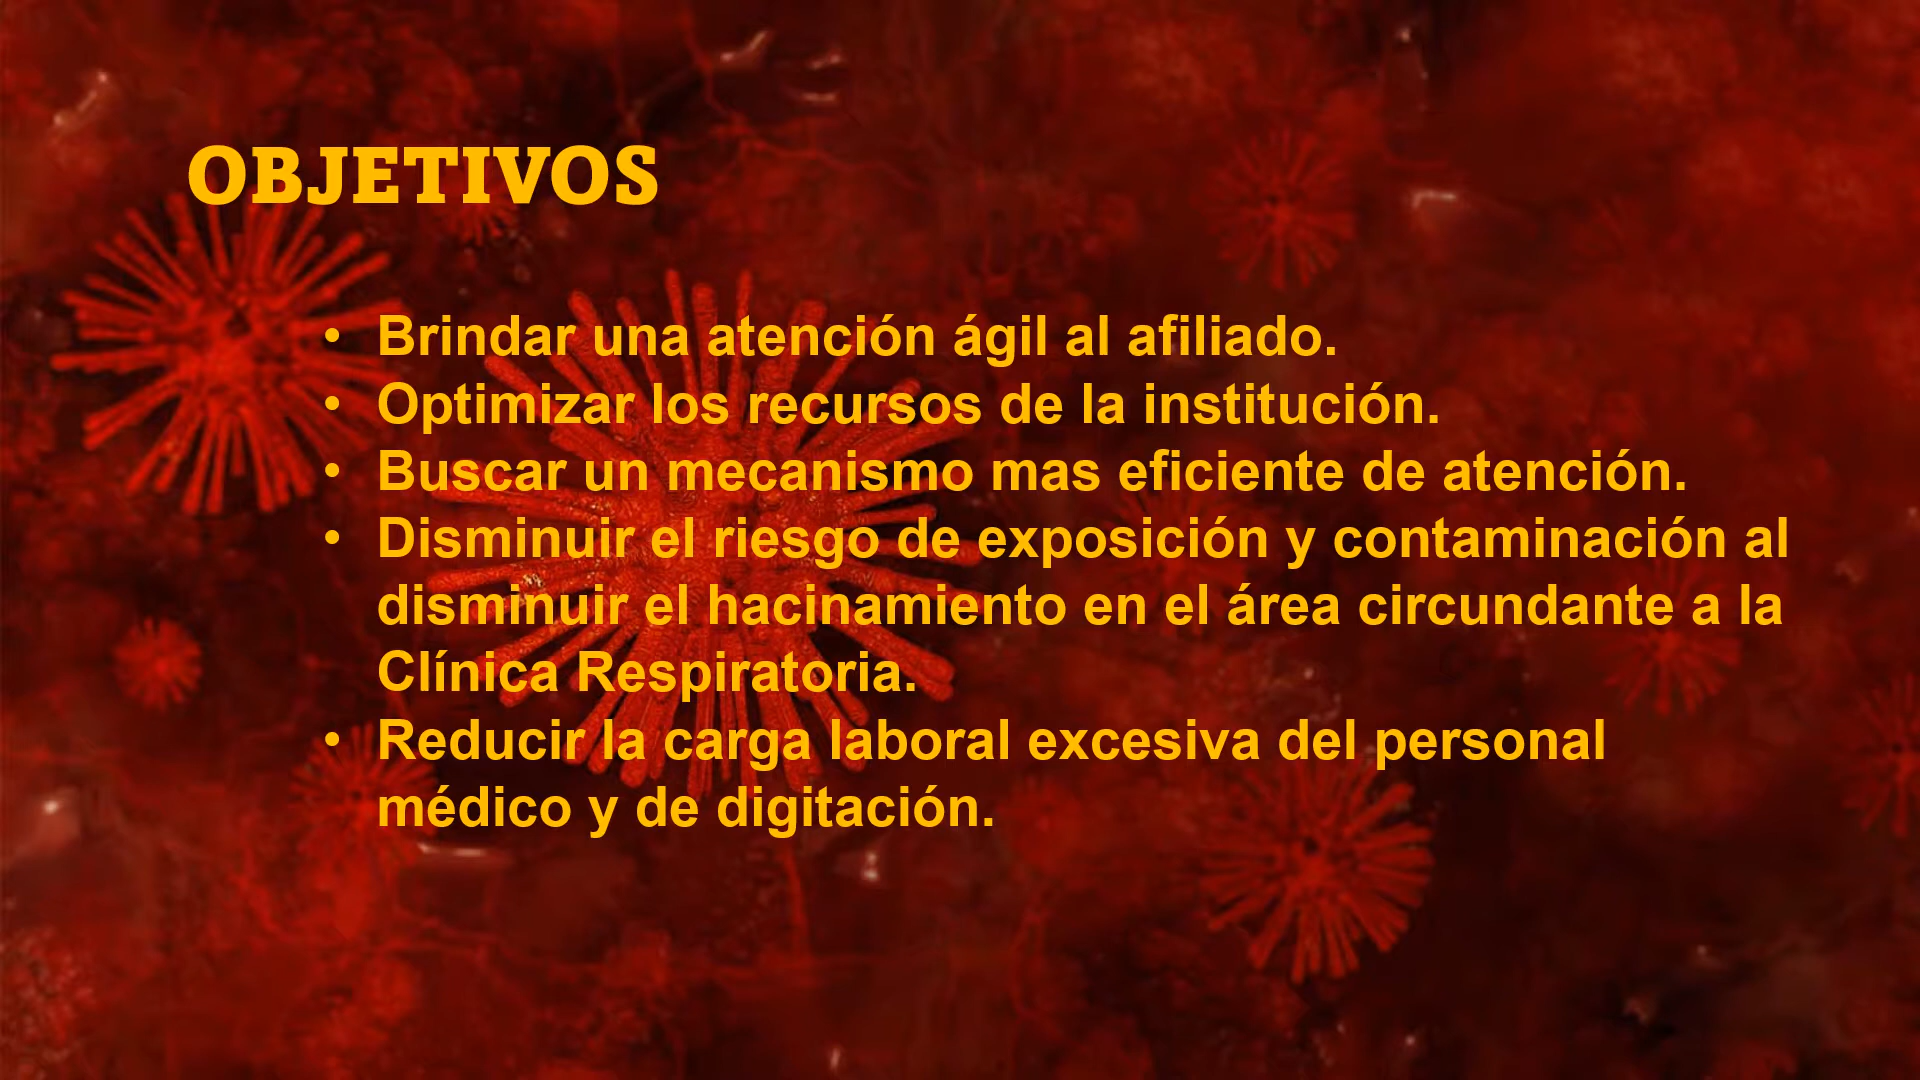 OBJETIVOS
• Brindar una atención ágil al afiliado.
• Optimizar los recursos de la institución.
• Buscar un mecanismo mas eficiente de atención.
• Disminuir el riesgo de exposición y contaminación al
disminuir el hacinamiento en el área circundante a la
Clínica Respiratoria.
• Reducir la carga laboral excesiva del personal
médico y de digitación.